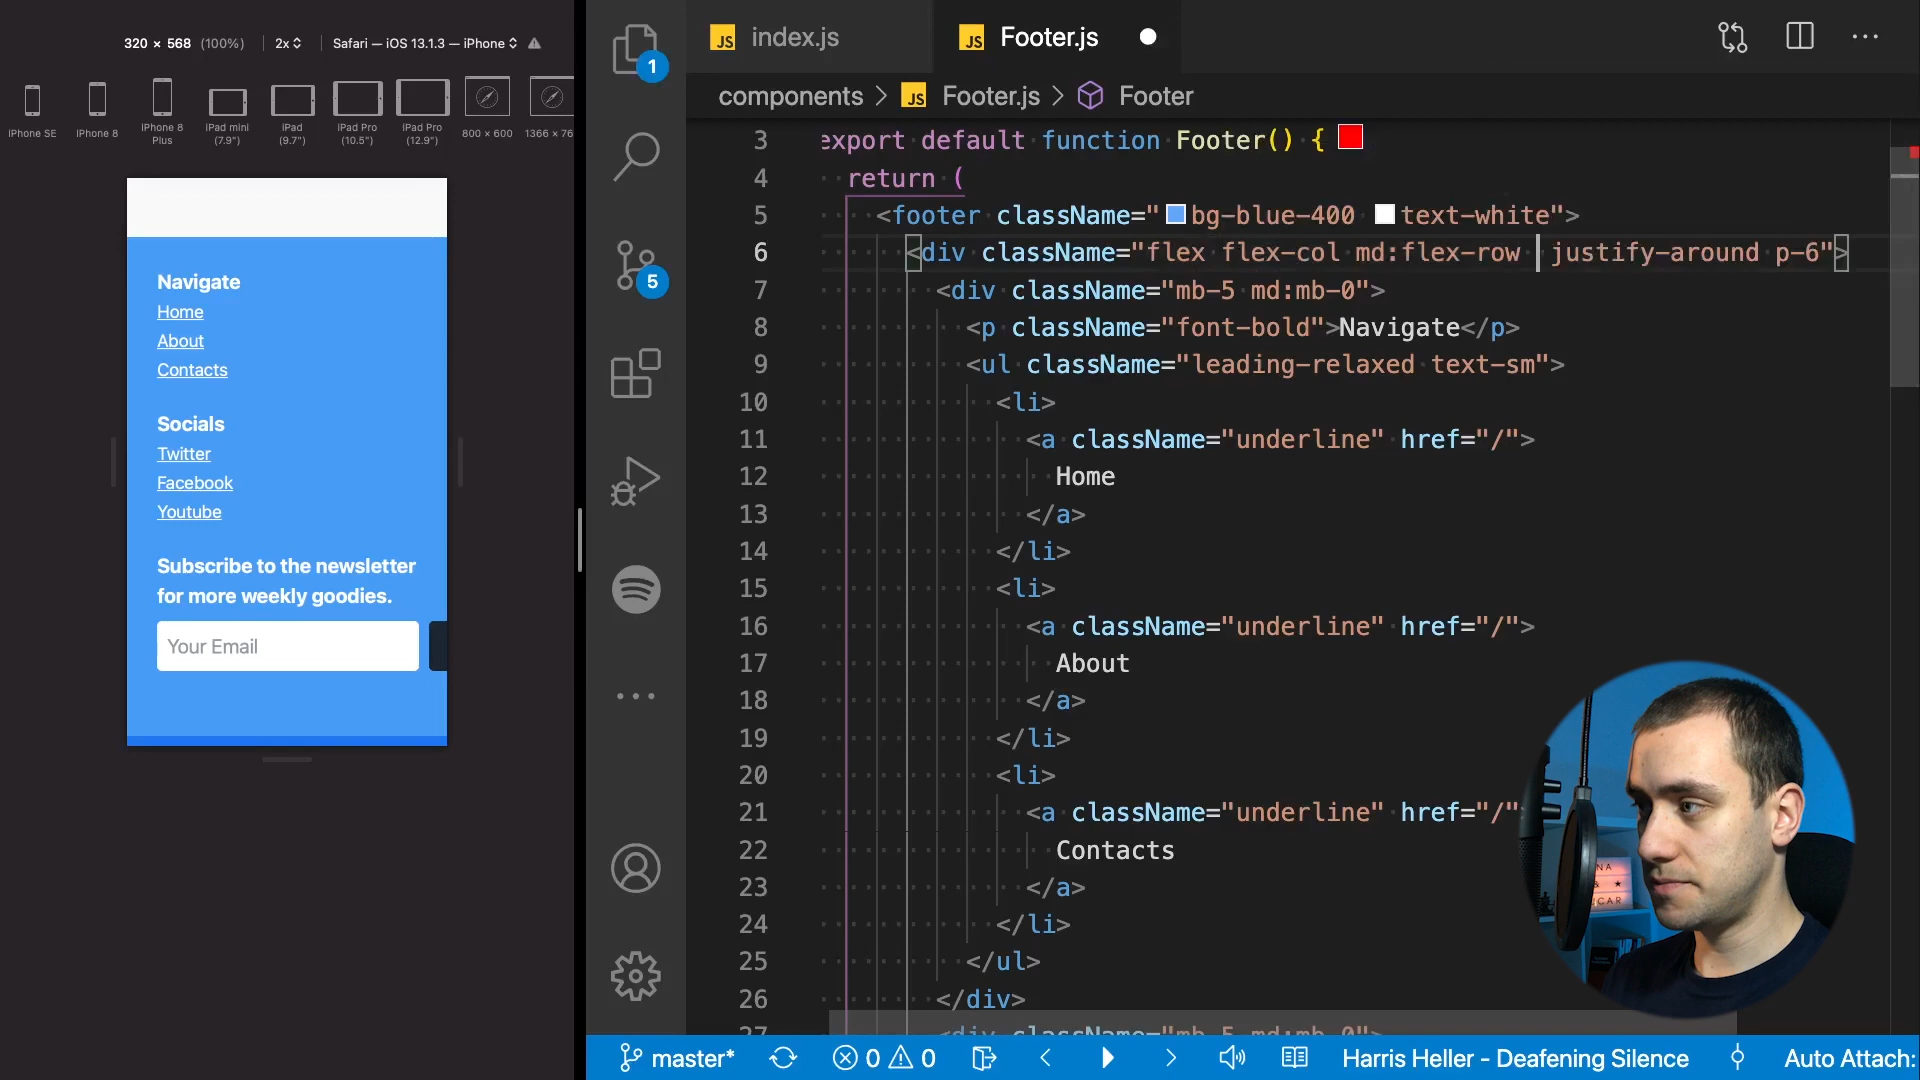 320 × 568 (100%) 2x Safari — iOS 13.1.3 — iPhone
iPhone SE
iPhone 8
iPhone 8
Plus
iPad mini
(7.9")
iPad
(9.7")
iPad Pro
(10.5")
iPad Pro
(12.9")
800 × 600
1366 × 76
Navigate
Home
About
Contacts
Socials
Twitter
Facebook
Youtube
Subscribe to the newsletter
for more weekly goodies.
Your Email
1
5
JS index.js
JS Footer.js
components > JS Footer.js > Footer
3 export default function Footer() {
4 return (
5 <footer className="bg-blue-400 text-white">
6 <div className="flex flex-col md:flex-row justify-around p-6">
7 <div className="mb-5 md:mb-0">
8 <p className="font-bold">Navigate</p>
9 <ul className="leading-relaxed text-sm">
10 <li>
11 <a className="underline" href="/">
12 Home
13 </a>
14 </li>
15 <li>
16 <a className="underline" href="/">
17 About
18 </a>
19 </li>
20 <li>
21 <a className="underline" href="/"
22 Contacts
23 </a>
24 </li>
25 </ul>
26 </div>
27 <div className="mb-5 md:mb-0">
master* 0 0 Harris Heller - Deafening Silence Auto Attach: